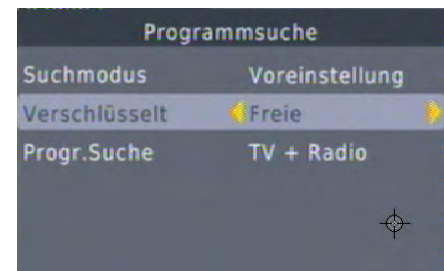 Programmsuche
Suchmodus Voreinstellung
Verschlüsselt Freie
Progr.Suche TV + Radio